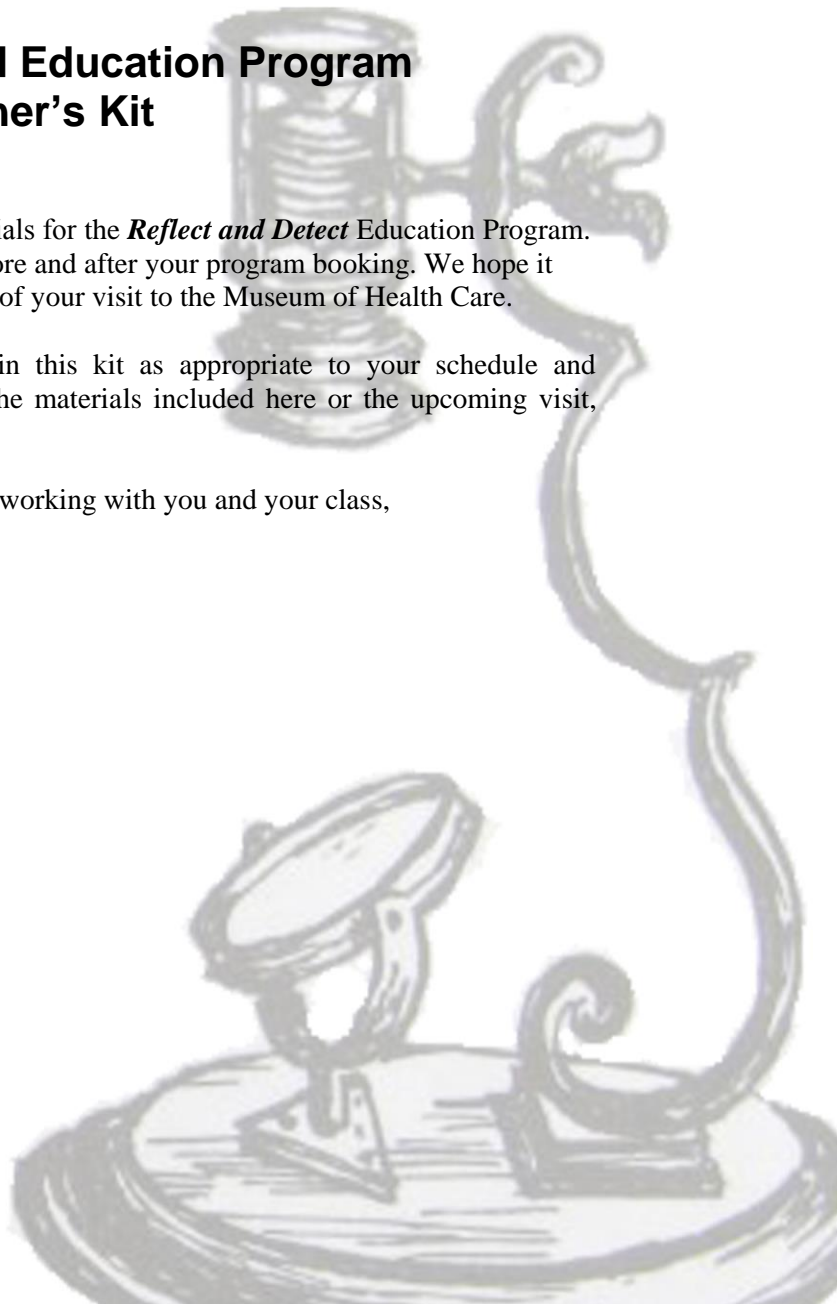 Education Program
er's Kit
ials for the Reflect and Detect Education Program.
ore and after your program booking. We hope it
of your visit to the Museum of Health Care.
in this kit as appropriate to your schedule and
he materials included here or the upcoming visit,
working with you and your class,